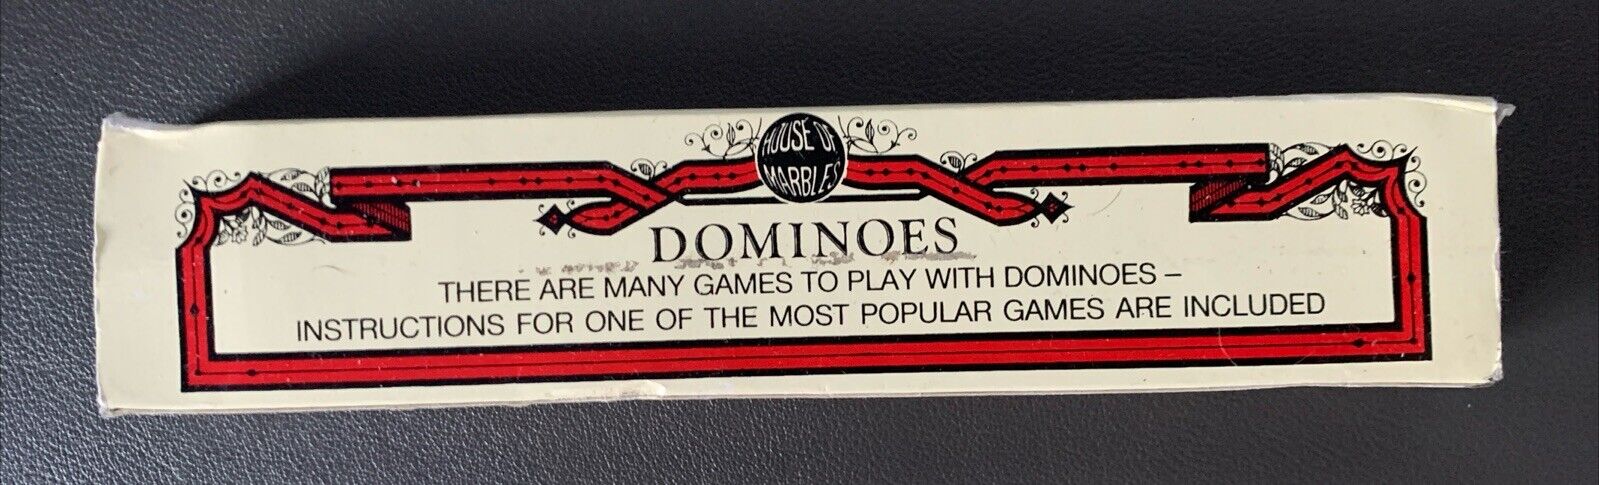 HOUSE OF
MARBLES
DOMINOES
THERE ARE MANY GAMES TO PLAY WITH DOMINOES –
INSTRUCTIONS FOR ONE OF THE MOST POPULAR GAMES ARE INCLUDED